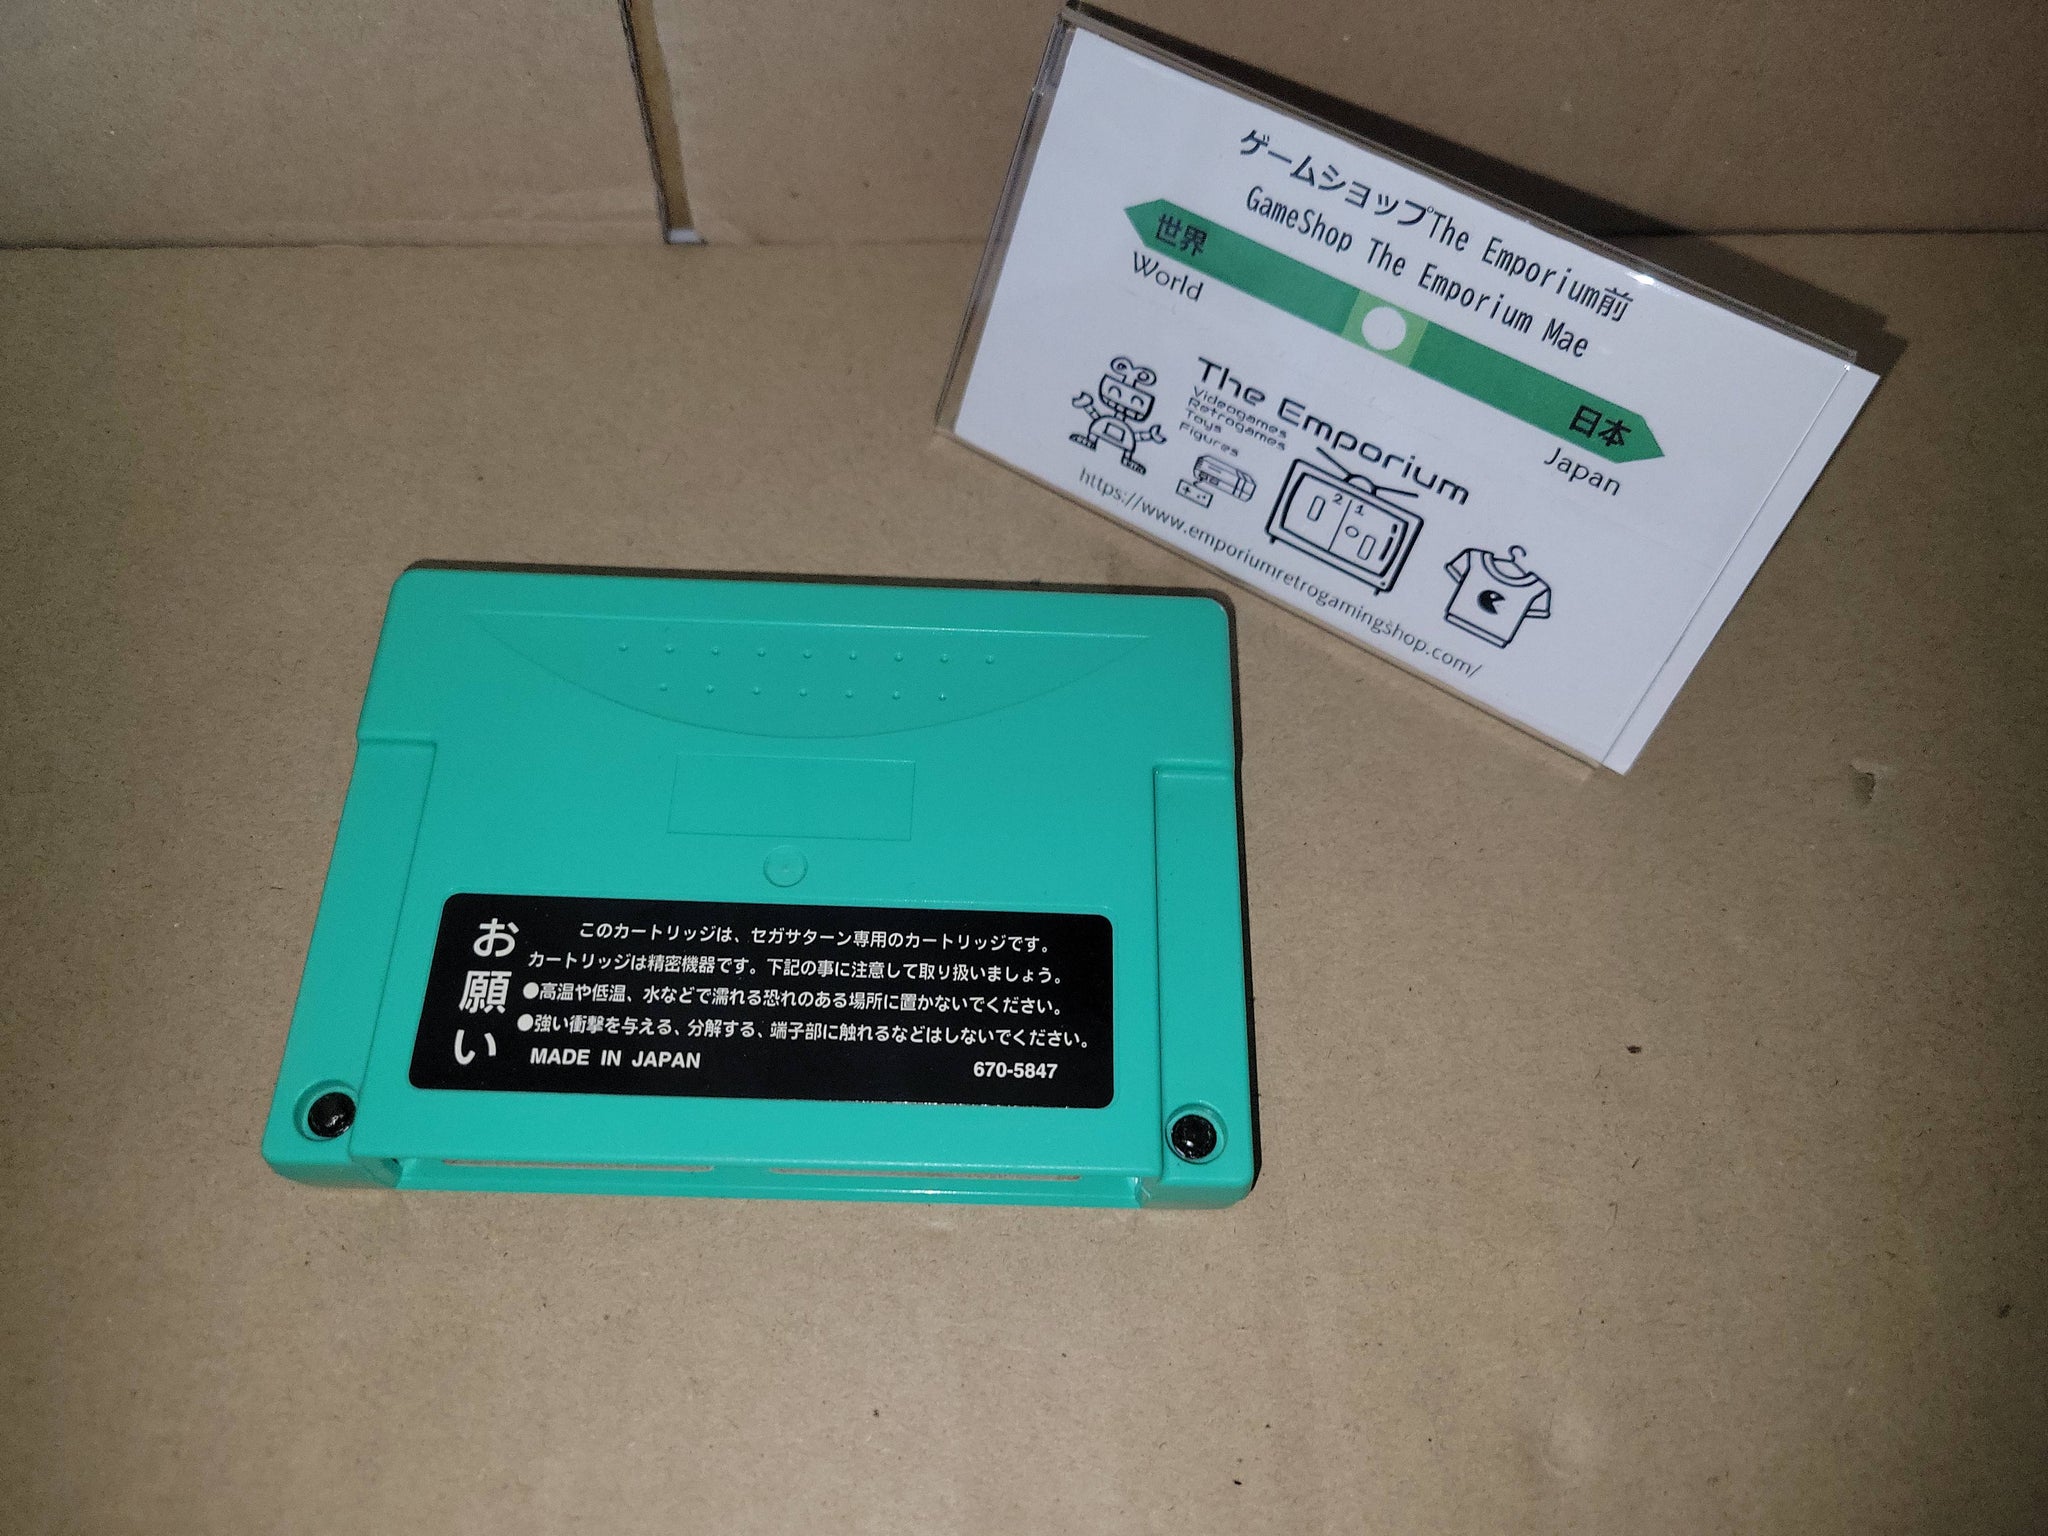 ゲームショップThe Emporium前
GameShop The Emporium Mae
世界
World
日本
Japan
The Emporium
Videogames
Retrogames
Toys
Figures
2 1
https://www.emporiumretrogamingshop.com/
お願い
このカートリッジは、セガサターン専用のカートリッジです。
カートリッジは精密機器です。下記の事に注意して取り扱いましょう。
●高温や低温、水などで濡れる恐れのある場所に置かないでください。
●強い衝撃を与える、分解する、端子部に触れるなどはしないでください。
MADE IN JAPAN 670-5847